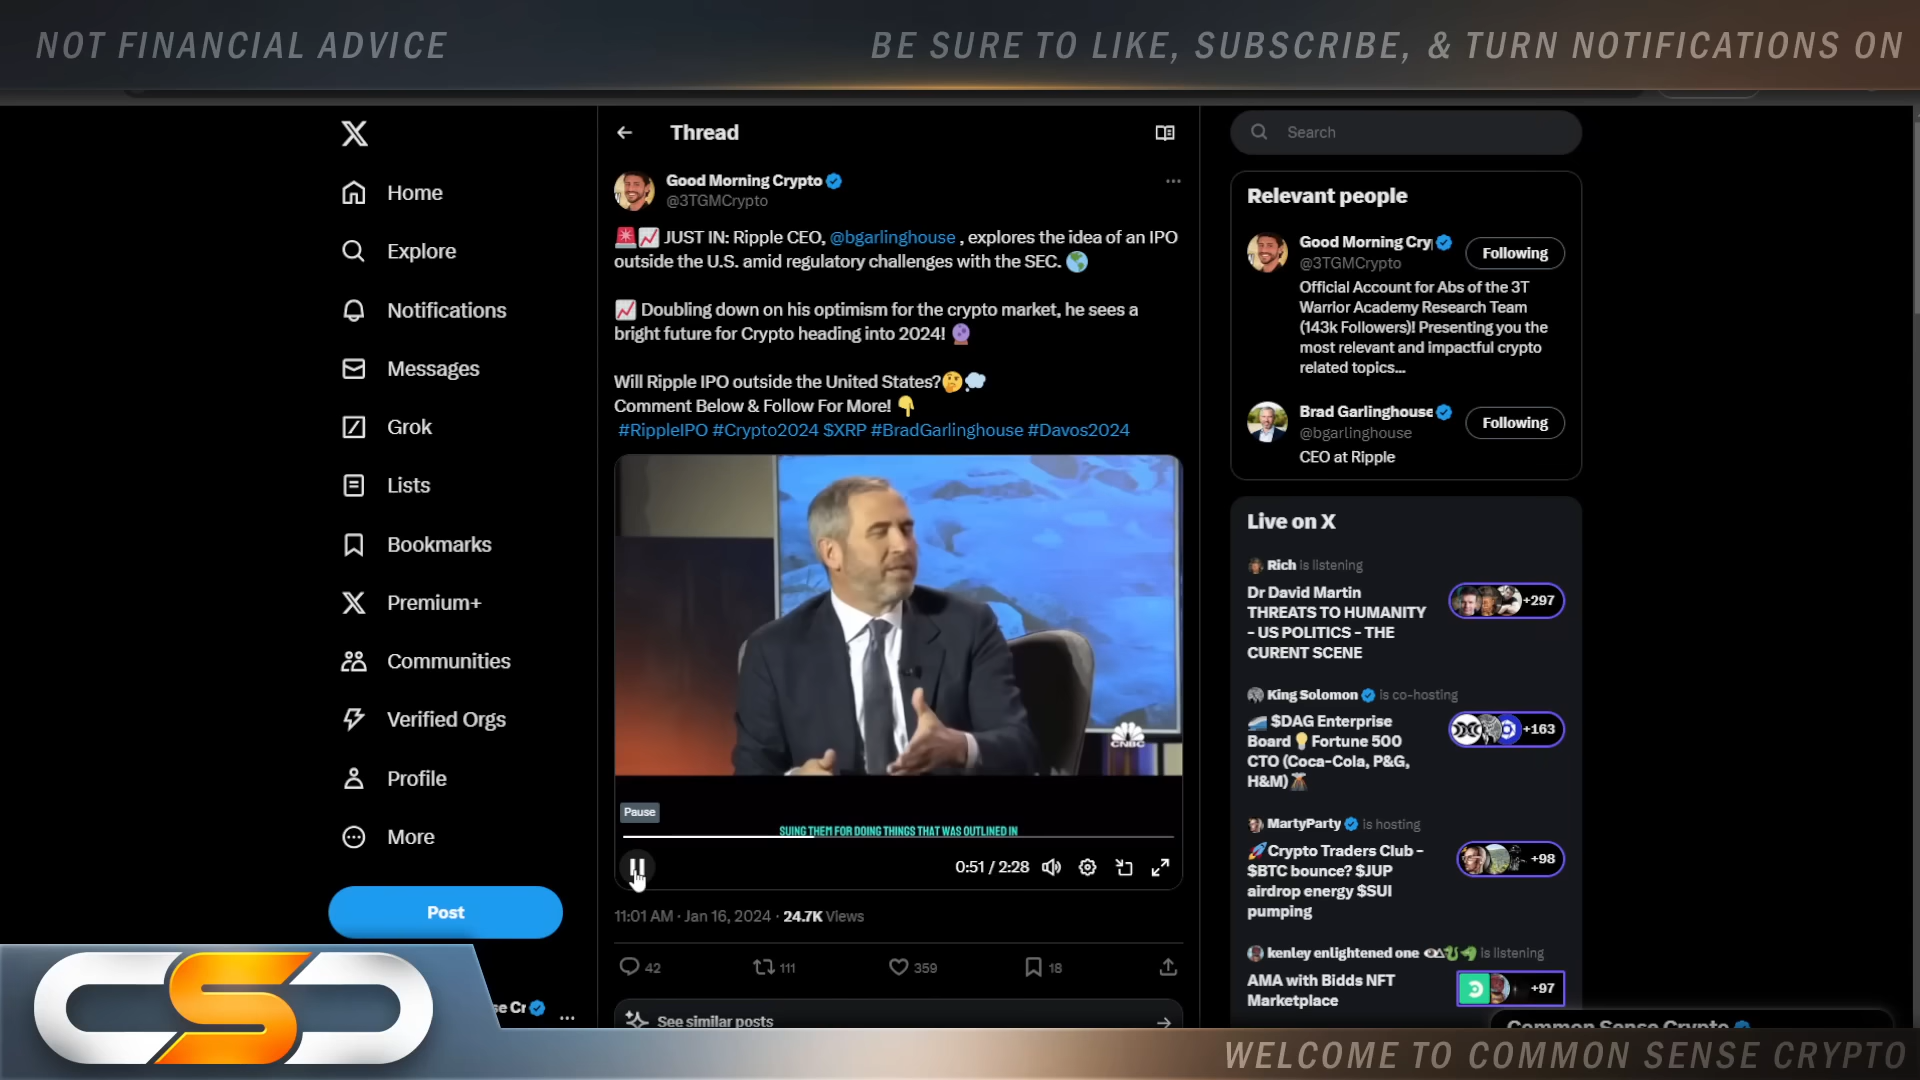 NOT FINANCIAL ADVICE
BE SURE TO LIKE, SUBSCRIBE, & TURN NOTIFICATIONS ON
Home
Explore
Notifications
Messages
Grok
Lists
Bookmarks
Premium+
Communities
Verified Orgs
Profile
More
Post
se Cr
Thread
Good Morning Crypto
@3TGMCrypto
🚨📈 JUST IN: Ripple CEO, @bgarlinghouse , explores the idea of an IPO
outside the U.S. amid regulatory challenges with the SEC. 🌎
📈 Doubling down on his optimism for the crypto market, he sees a
bright future for Crypto heading into 2024! 🔮
Will Ripple IPO outside the United States?🤔💭
Comment Below & Follow For More! 👇
#RippleIPO #Crypto2024 $XRP #BradGarlinghouse #Davos2024
CNBC
Pause
SUING THEM FOR DOING THINGS THAT WAS OUTLINED IN
0:51 / 2:28
11:01 AM · Jan 16, 2024 · 24.7K Views
42
111
359
18
See similar posts
Search
Relevant people
Good Morning Cry
Following
@3TGMCrypto
Official Account for Abs of the 3T
Warrior Academy Research Team
(143k Followers)! Presenting you the
most relevant and impactful crypto
related topics...
Brad Garlinghouse
Following
@bgarlinghouse
CEO at Ripple
Live on X
Rich is listening
Dr David Martin
THREATS TO HUMANITY
- US POLITICS - THE
CURENT SCENE
+297
King Solomon is co-hosting
$DAG Enterprise
Board 💡Fortune 500
CTO (Coca-Cola, P&G,
H&M)🌋
+163
MartyParty is hosting
🚀Crypto Traders Club -
$BTC bounce? $JUP
airdrop energy $SUI
pumping
+98
kenley enlightened one is listening
AMA with Bidds NFT
Marketplace
+97
Common Sense Crypto
CSC
WELCOME TO COMMON SENSE CRYPTO